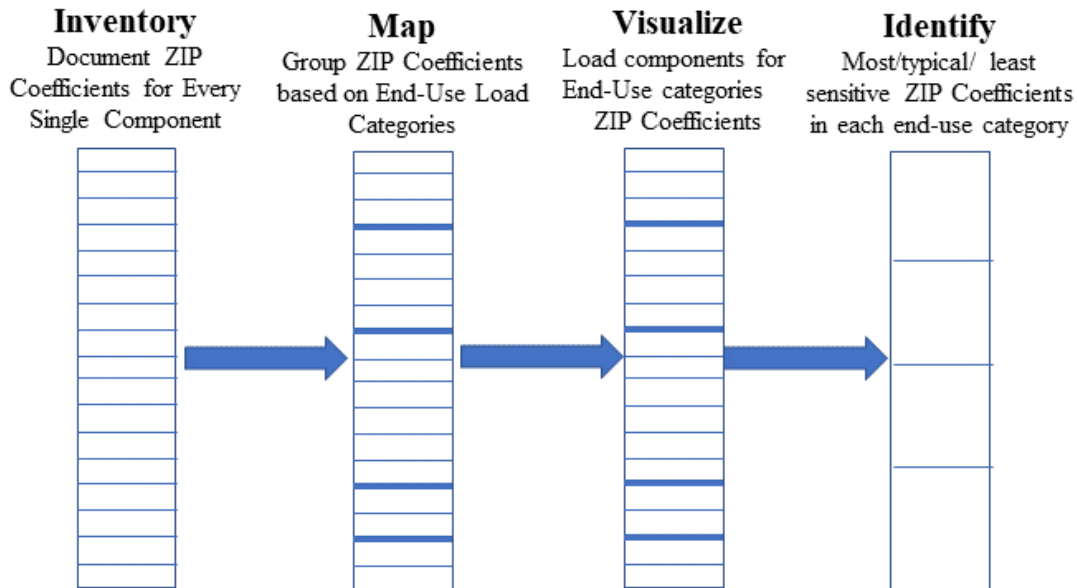 Inventory
Document ZIP
Coefficients for Every
Single Component
Map
Group ZIP Coefficients
based on End-Use Load
Categories
Visualize
Load components for
End-Use categories
ZIP Coefficients
Identify
Most/typical/ least
sensitive ZIP Coefficients
in each end-use category